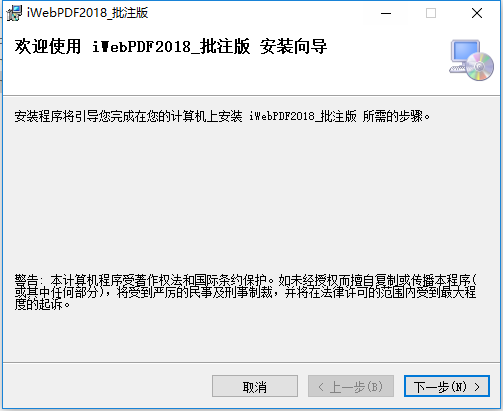 iWebPDF2018_批注版
欢迎使用 iWebPDF2018_批注版 安装向导
安装程序将引导您完成在您的计算机上安装 iWebPDF2018_批注版 所需的步骤。
警告: 本计算机程序受著作权法和国际条约保护。如未经授权而擅自复制或传播本程序(
或其中任何部分)，将受到严厉的民事及刑事制裁，并将在法律许可的范围内受到最大程
度的起诉。
取消
< 上一步(B)
下一步(N) >